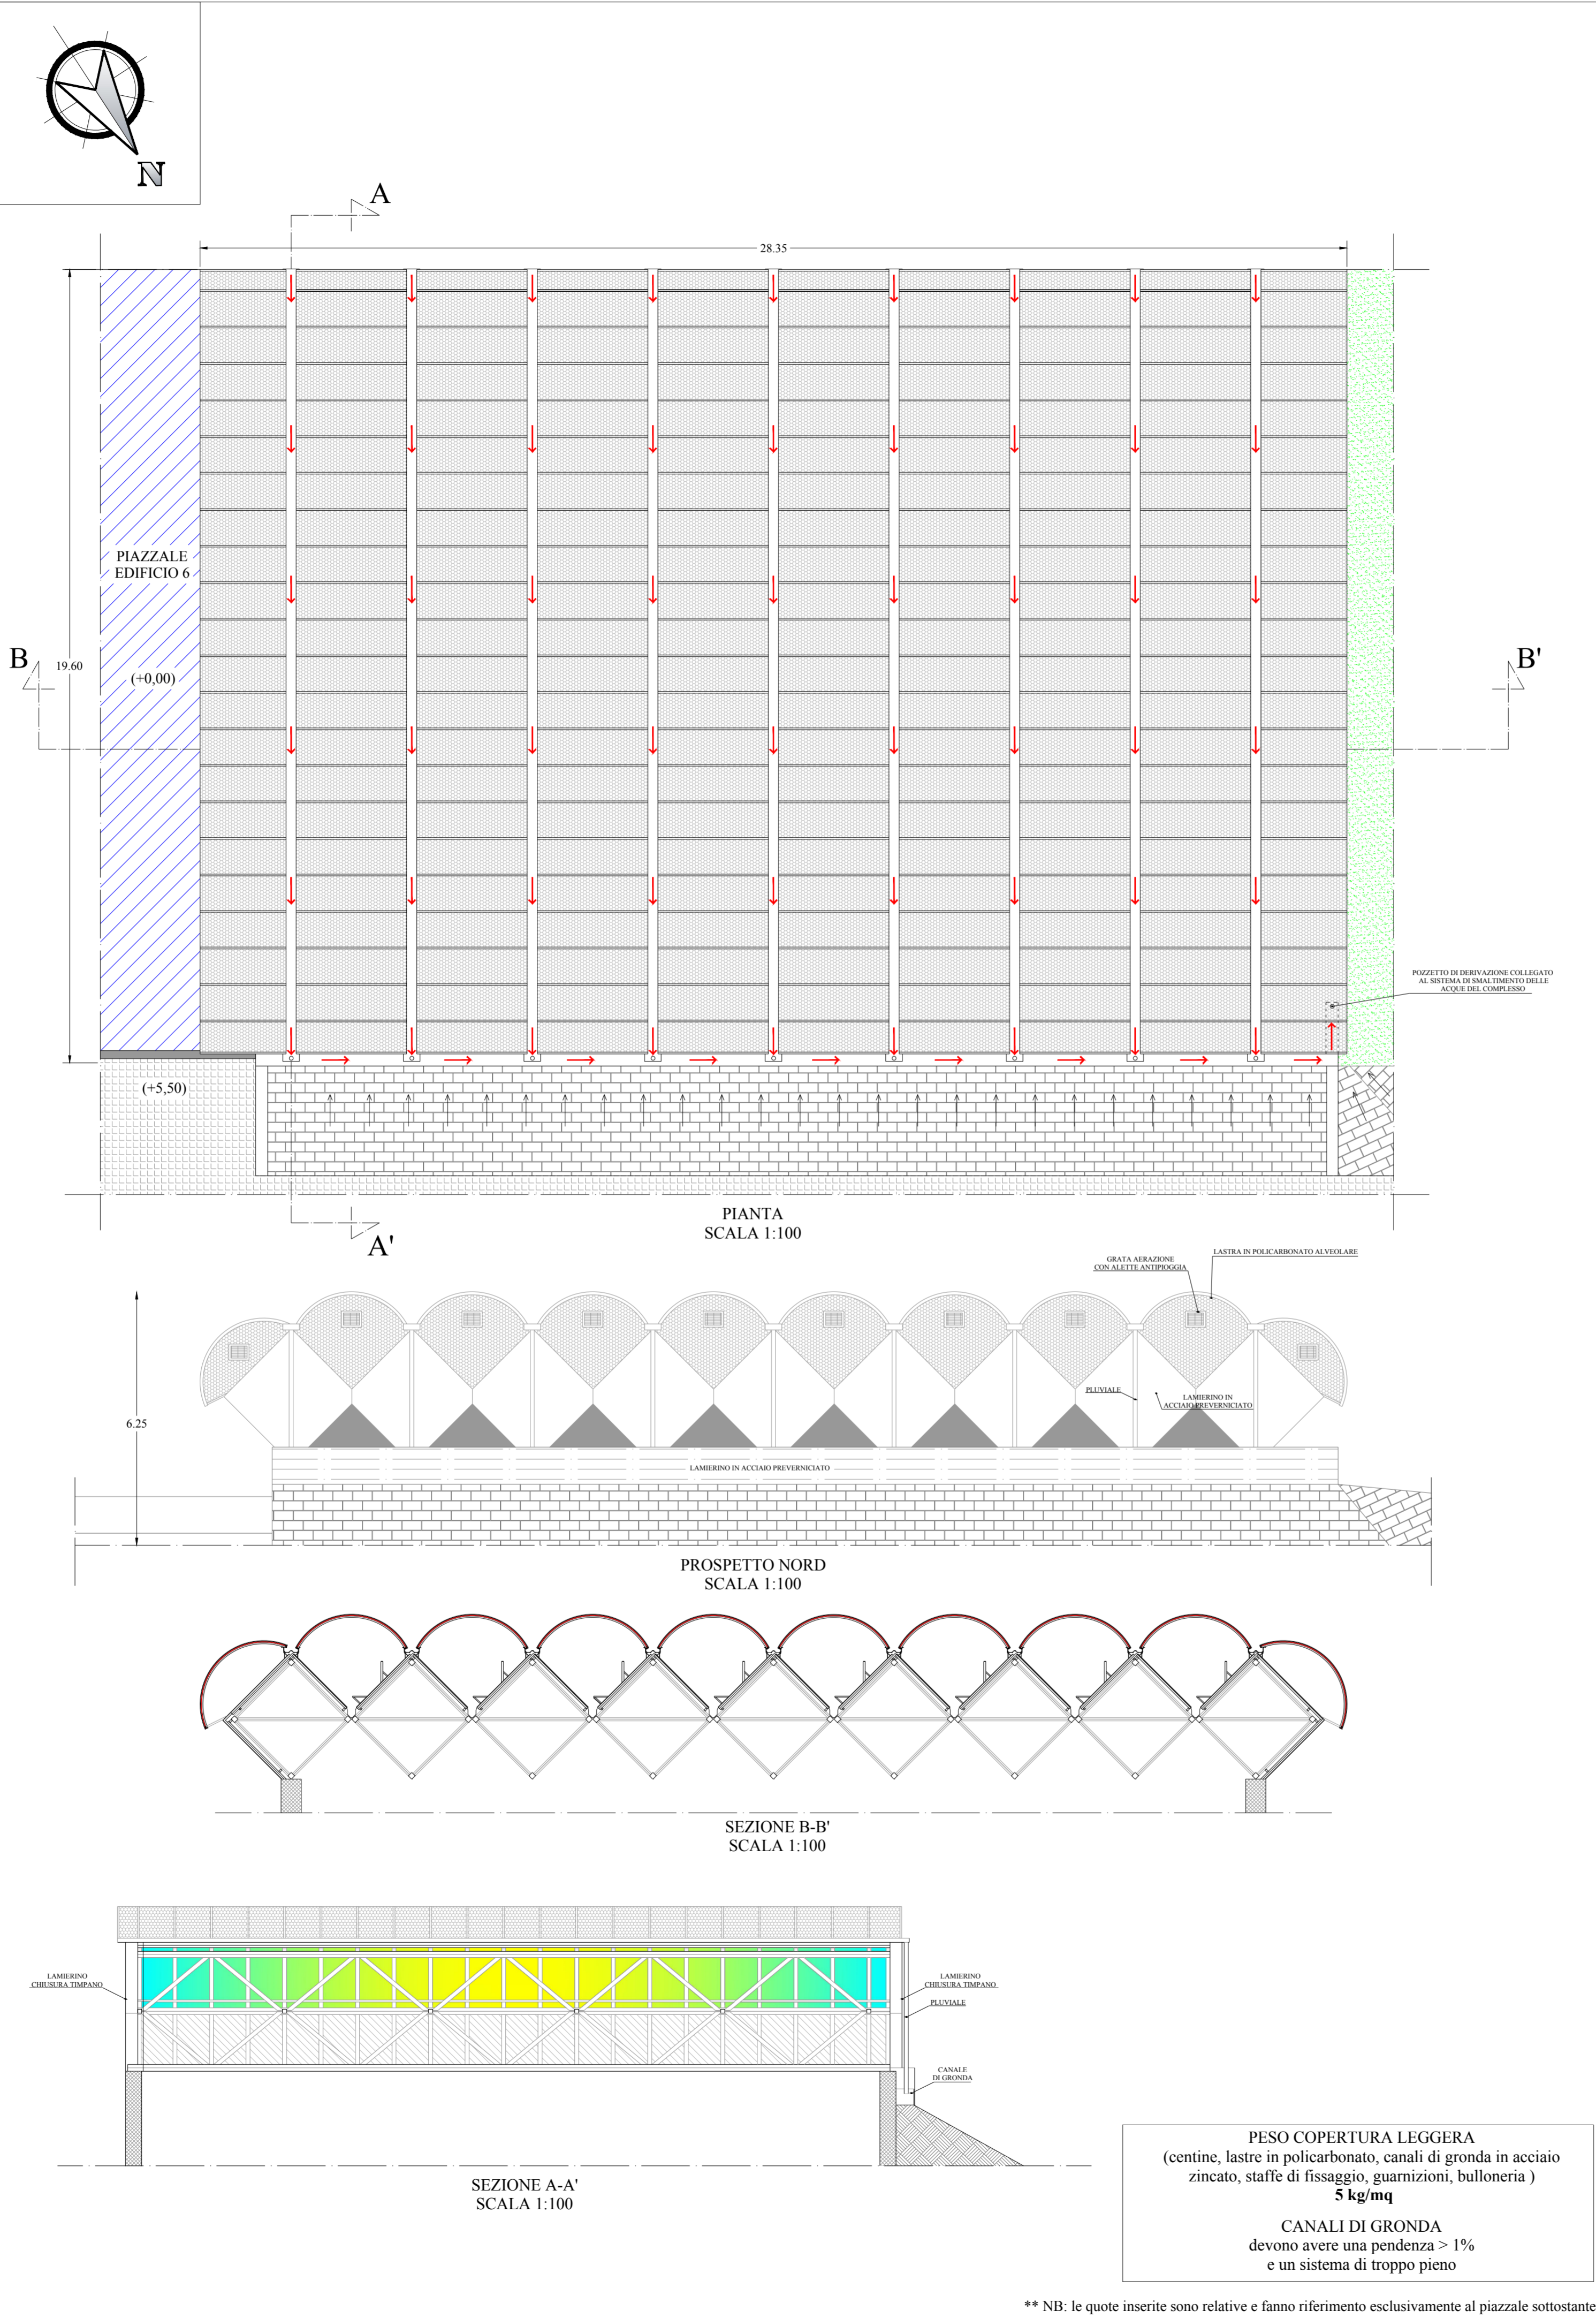 N
A
28.35
PIAZZALE
EDIFICIO 6
B
19.60
B'
(+0,00)
POZZETTO DI DERIVAZIONE COLLEGATO
AL SISTEMA DI SMALTIMENTO DELLE
ACQUE DEL COMPLESSO
(+5,50)
PIANTA
SCALA 1:100
A'
GRATA AERAZIONE
CON ALETTE ANTIPIOGGIA
LASTRA IN POLICARBONATO ALVEOLARE
PLUVIALE
LAMIERINO IN
ACCIAIO PREVERNICIATO
6.25
LAMIERINO IN ACCIAIO PREVERNICIATO
PROSPETTO NORD
SCALA 1:100
SEZIONE B-B'
SCALA 1:100
LAMIERINO
CHIUSURA TIMPANO
LAMIERINO
CHIUSURA TIMPANO
PLUVIALE
CANALE
DI GRONDA
SEZIONE A-A'
SCALA 1:100
PESO COPERTURA LEGGERA
(centine, lastre in policarbonato, canali di gronda in acciaio
zincato, staffe di fissaggio, guarnizioni, bulloneria )
5 kg/mq
CANALI DI GRONDA
devono avere una pendenza > 1%
e un sistema di troppo pieno
** NB: le quote inserite sono relative e fanno riferimento esclusivamente al piazzale sottostante